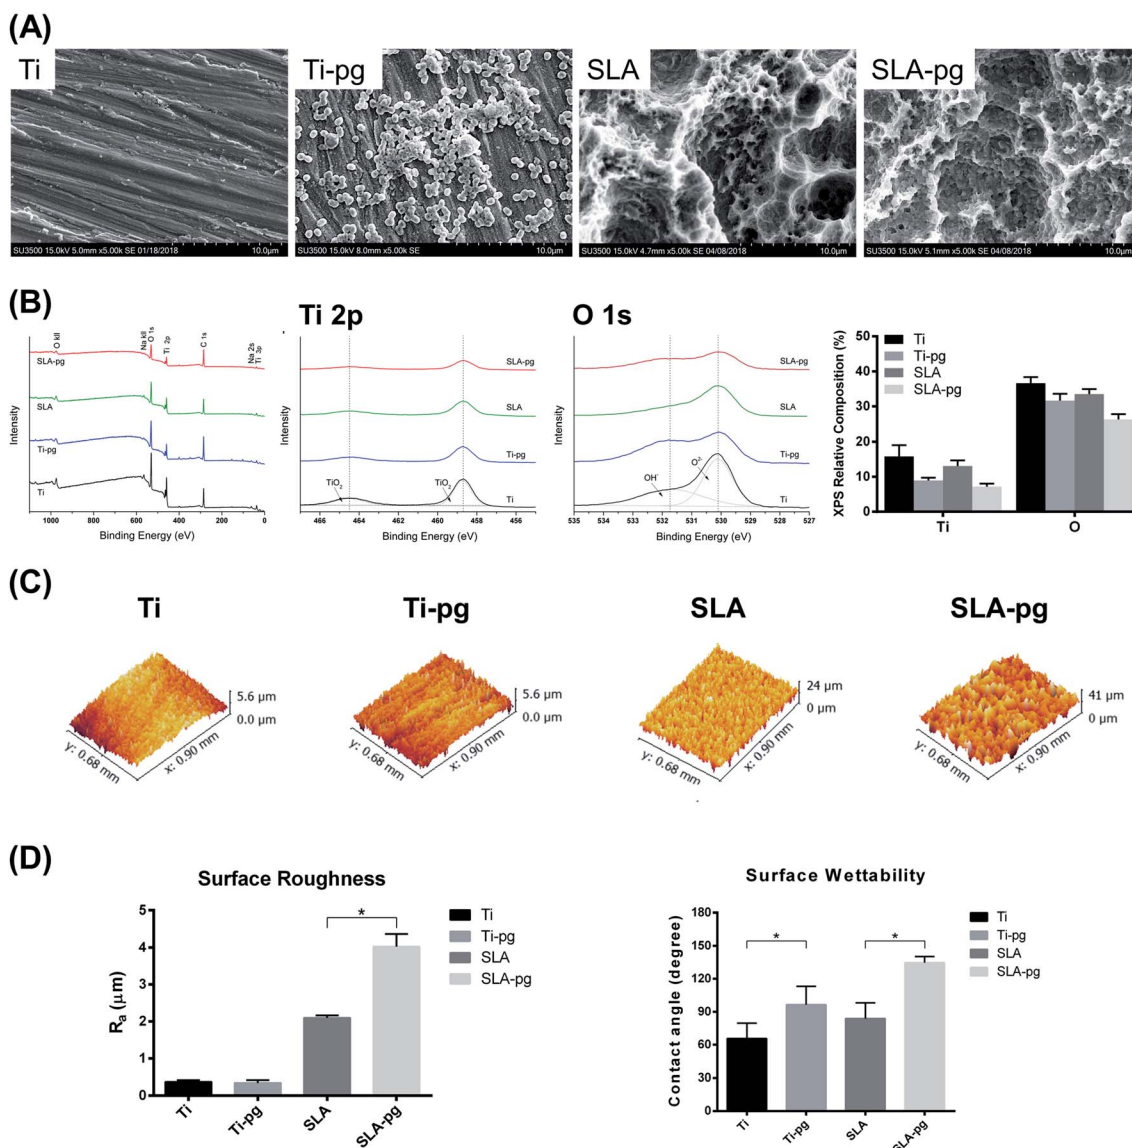 (A)
Ti
Ti-pg
SLA
SLA-pg
SU3500 15.0kV 5.0mm x5.00k SE 01/18/2018 10.0μm
SU3500 15.0kV 8.0mm x5.00k SE 10.0μm
SU3500 15.0kV 4.7mm x5.00k SE 04/08/2018 10.0μm
SU3500 15.0kV 5.1mm x5.00k SE 04/08/2018 10.0μm
(B)
O kll
Na kll
O 1s
Ti 2p
C 1s
Na 2s
Ti 3p
SLA-pg
SLA
Ti-pg
Ti
Intensity
1000 800 600 400 200 0
Binding Energy (eV)
Ti 2p
SLA-pg
SLA
Ti-pg
TiO2
TiO2
Ti
Intensity
466 464 462 460 458 456
Binding Energy (eV)
O 1s
SLA-pg
SLA
Ti-pg
O2-
OH-
Ti
Intensity
535 534 533 532 531 530 529 528 527
Binding Energy (eV)
XPS Relative Composition (%)
50
40
30
20
10
0
Ti
Ti-pg
SLA
SLA-pg
Ti O
(C)
Ti
Ti-pg
SLA
SLA-pg
5.6 μm
0.0 μm
y: 0.68 mm
x: 0.90 mm
5.6 μm
0.0 μm
y: 0.68 mm
x: 0.90 mm
24 μm
0 μm
y: 0.68 mm
x: 0.90 mm
41 μm
0 μm
y: 0.68 mm
x: 0.90 mm
(D)
Surface Roughness
Ra (μm)
5
4
3
2
1
0
*
Ti
Ti-pg
SLA
SLA-pg
Ti
Ti-pg
SLA
SLA-pg
Surface Wettability
Contact angle (degree)
180
150
120
90
60
30
0
*
*
Ti
Ti-pg
SLA
SLA-pg
Ti
Ti-pg
SLA
SLA-pg